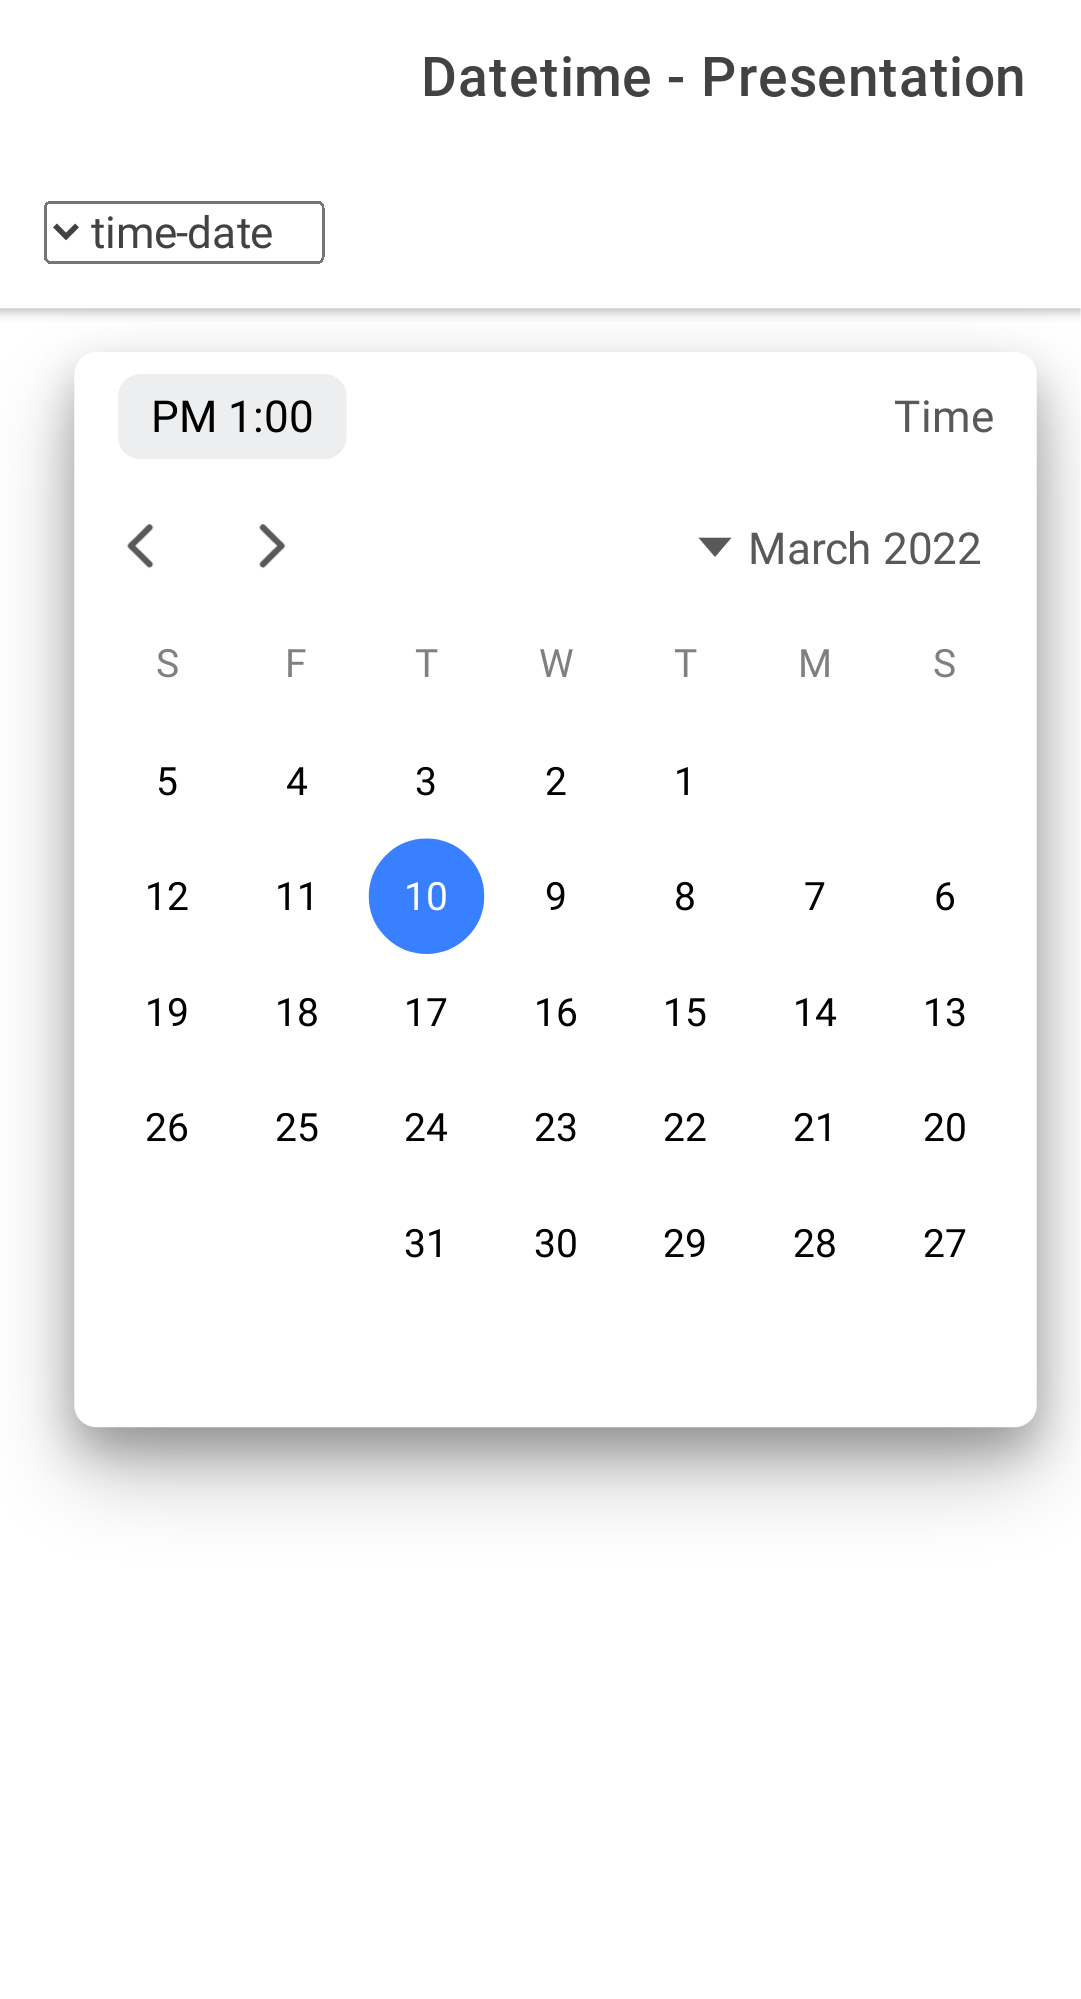 Datetime - Presentation
time-date
PM 1:00 Time
March 2022
S F T W T M S
5 4 3 2 1
12 11 10 9 8 7 6
19 18 17 16 15 14 13
26 25 24 23 22 21 20
31 30 29 28 27